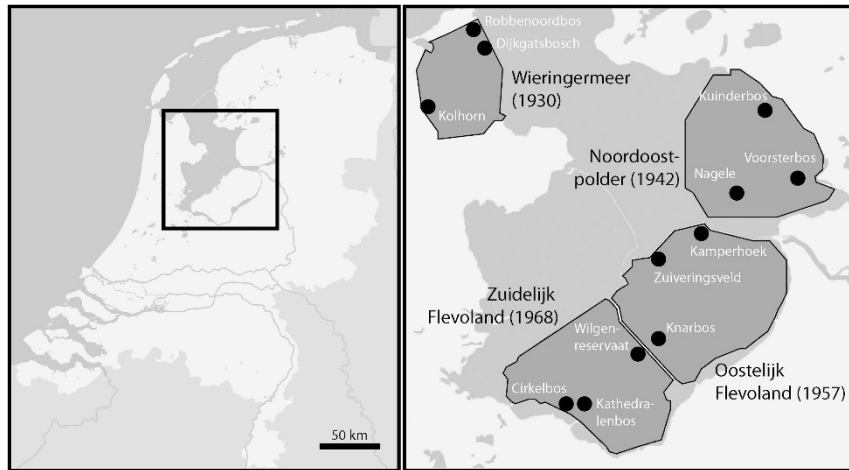 50 km
Robbenoordbos
Dijkgatsbosch
Wieringermeer
(1930)
Kolhorn
Kuinderbos
Noordoost-
polder (1942)
Voorsterbos
Nagele
Kamperhoek
Zuiveringsveld
Zuidelijk
Flevoland (1968)
Wilgen-
reservaat
Knarbos
Oostelijk
Flevoland (1957)
Cirkelbos
Kathedra-
lenbos